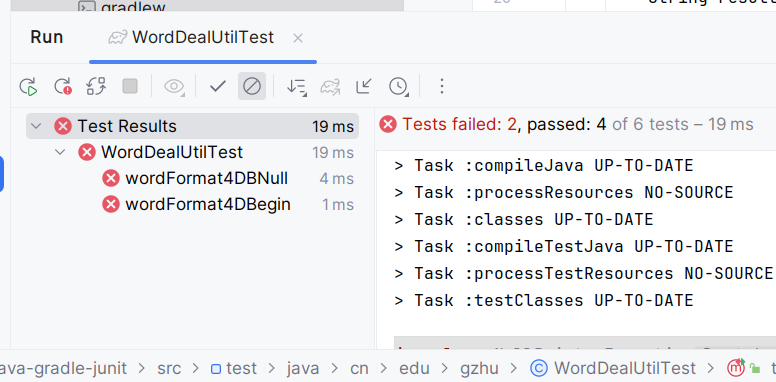 gradlew
Run WordDealUtilTest
Test Results 19 ms
WordDealUtilTest 19 ms
wordFormat4DBNull 4 ms
wordFormat4DBegin 1 ms
Tests failed: 2, passed: 4 of 6 tests – 19 ms
> Task :compileJava UP-TO-DATE
> Task :processResources NO-SOURCE
> Task :classes UP-TO-DATE
> Task :compileTestJava UP-TO-DATE
> Task :processTestResources NO-SOURCE
> Task :testClasses UP-TO-DATE
ava-gradle-junit > src > test > java > cn > edu > gzhu > WordDealUtilTest >